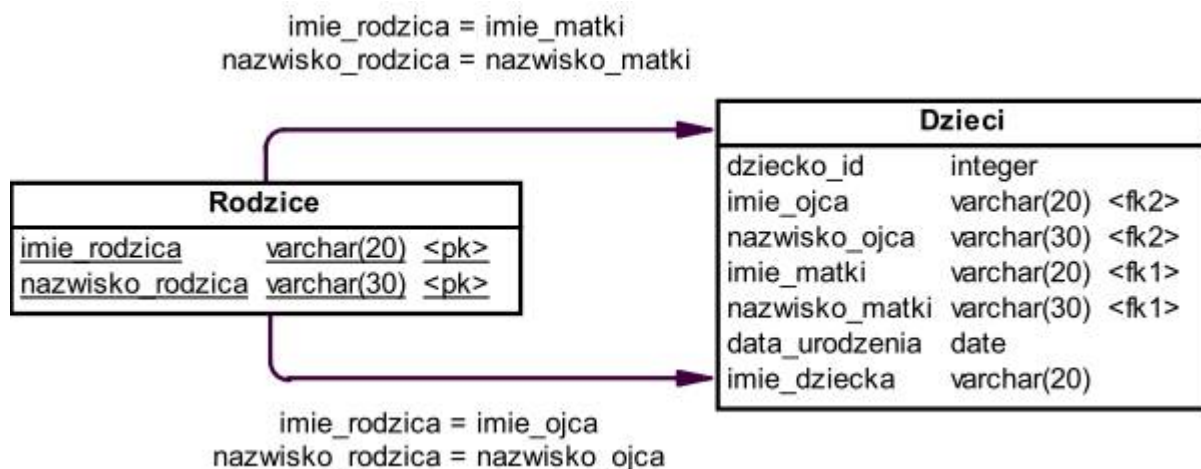 imie_rodzica = imie_matki
nazwisko_rodzica = nazwisko_matki
Rodzice
imie_rodzica varchar(20) <pk>
nazwisko_rodzica varchar(30) <pk>
Dzieci
dziecko_id integer
imie_ojca varchar(20) <fk2>
nazwisko_ojca varchar(30) <fk2>
imie_matki varchar(20) <fk1>
nazwisko_matki varchar(30) <fk1>
data_urodzenia date
imie_dziecka varchar(20)
imie_rodzica = imie_ojca
nazwisko_rodzica = nazwisko_ojca